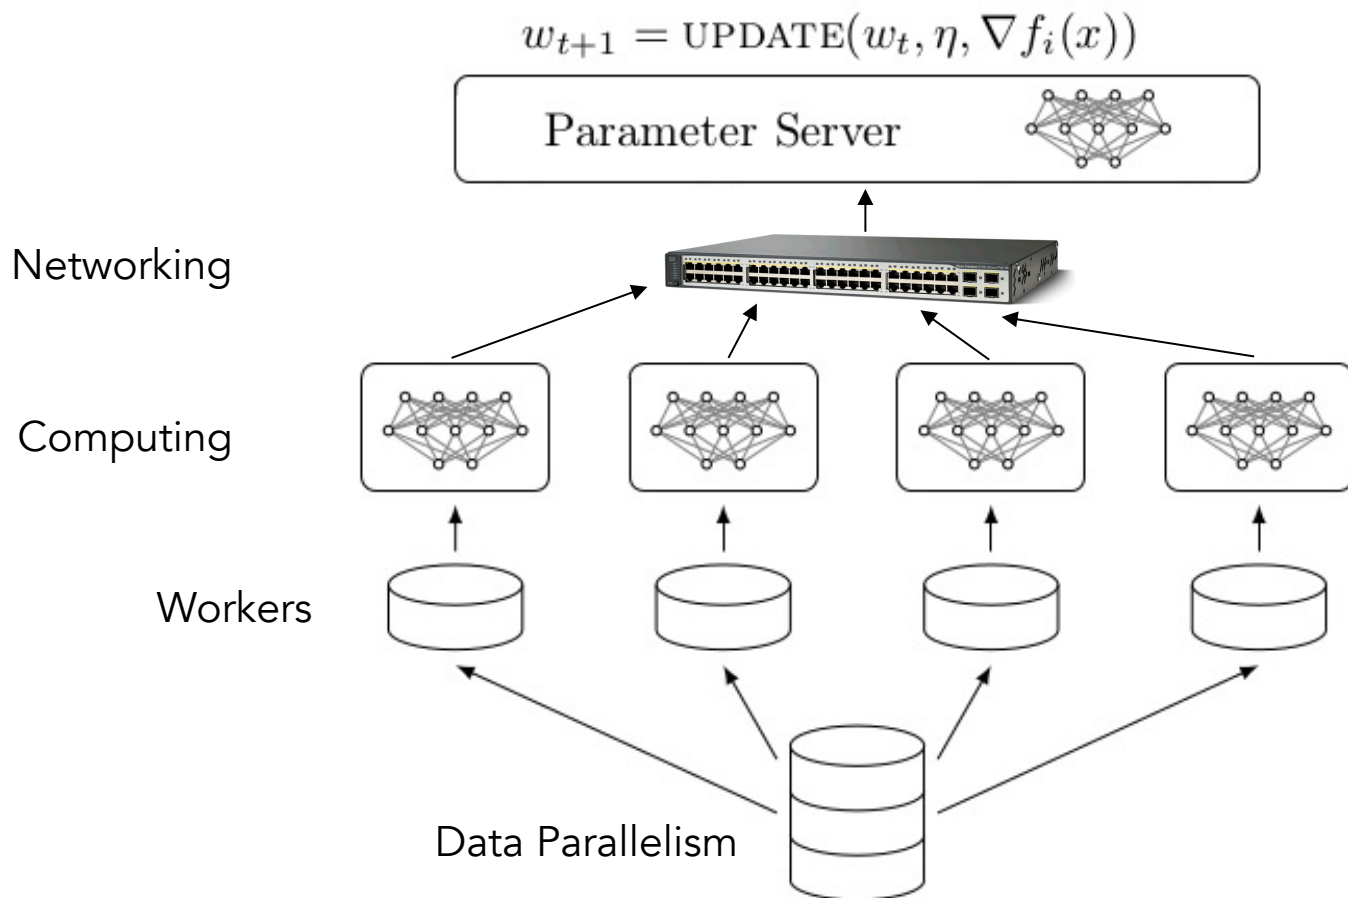 w_{t+1} = UPDATE(w_t, η, ∇f_i(x))
Parameter Server
Networking
Computing
Workers
Data Parallelism